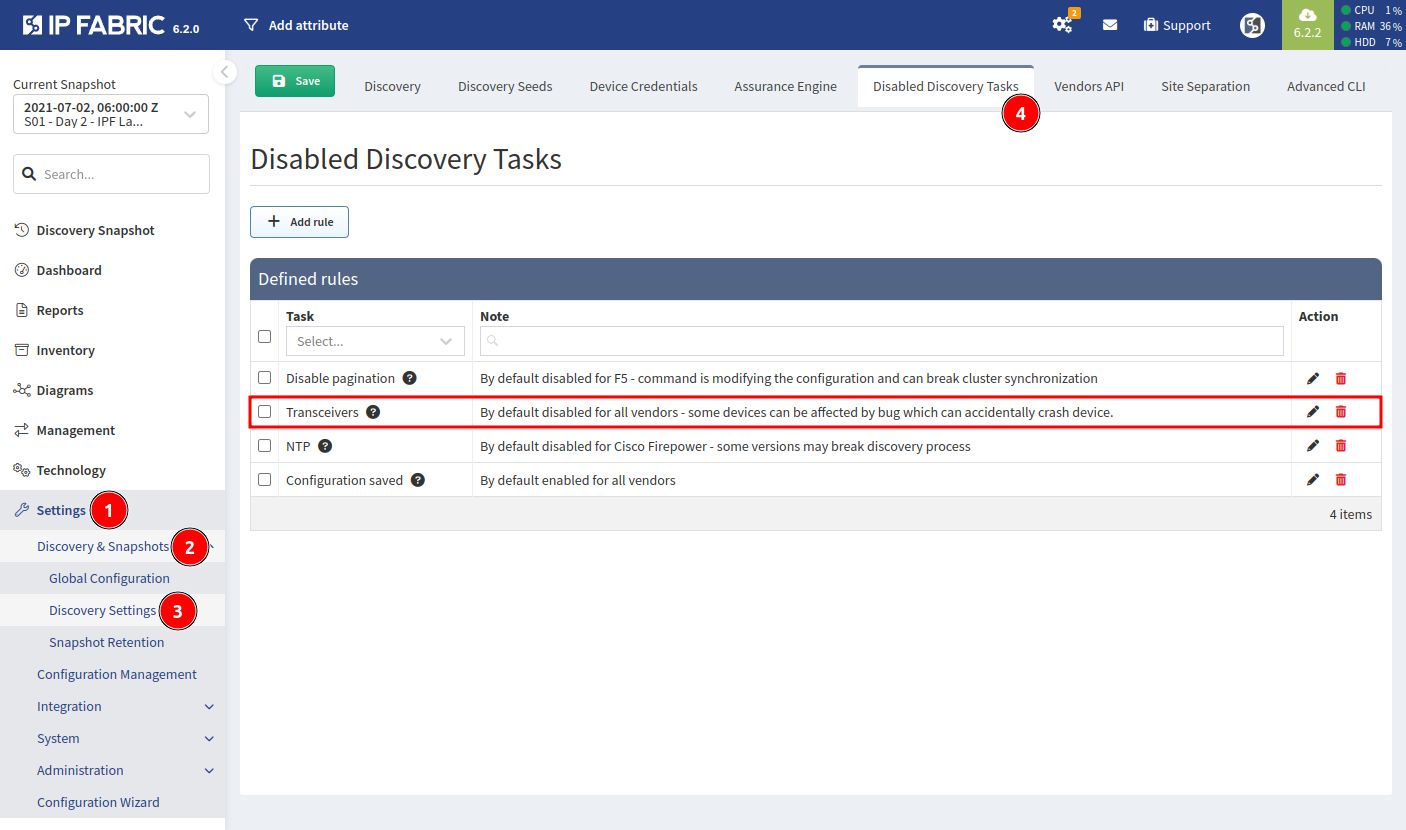 IP FABRIC 6.2.0
Add attribute
2
Support
6.2.2
CPU 1 %
RAM 36 %
HDD 7 %
Current Snapshot
2021-07-02, 06:00:00 Z
S01 - Day 2 - IPF La...
Search...
Discovery Snapshot
Dashboard
Reports
Inventory
Diagrams
Management
Technology
Settings 1
Discovery & Snapshots 2
Global Configuration
Discovery Settings 3
Snapshot Retention
Configuration Management
Integration
System
Administration
Configuration Wizard
Save
Discovery
Discovery Seeds
Device Credentials
Assurance Engine
Disabled Discovery Tasks
4
Vendors API
Site Separation
Advanced CLI
Disabled Discovery Tasks
Add rule
Defined rules
Task Note Action
Select...
Disable pagination ? By default disabled for F5 - command is modifying the configuration and can break cluster synchronization
Transceivers ? By default disabled for all vendors - some devices can be affected by bug which can accidentally crash device.
NTP ? By default disabled for Cisco Firepower - some versions may break discovery process
Configuration saved ? By default enabled for all vendors
4 items